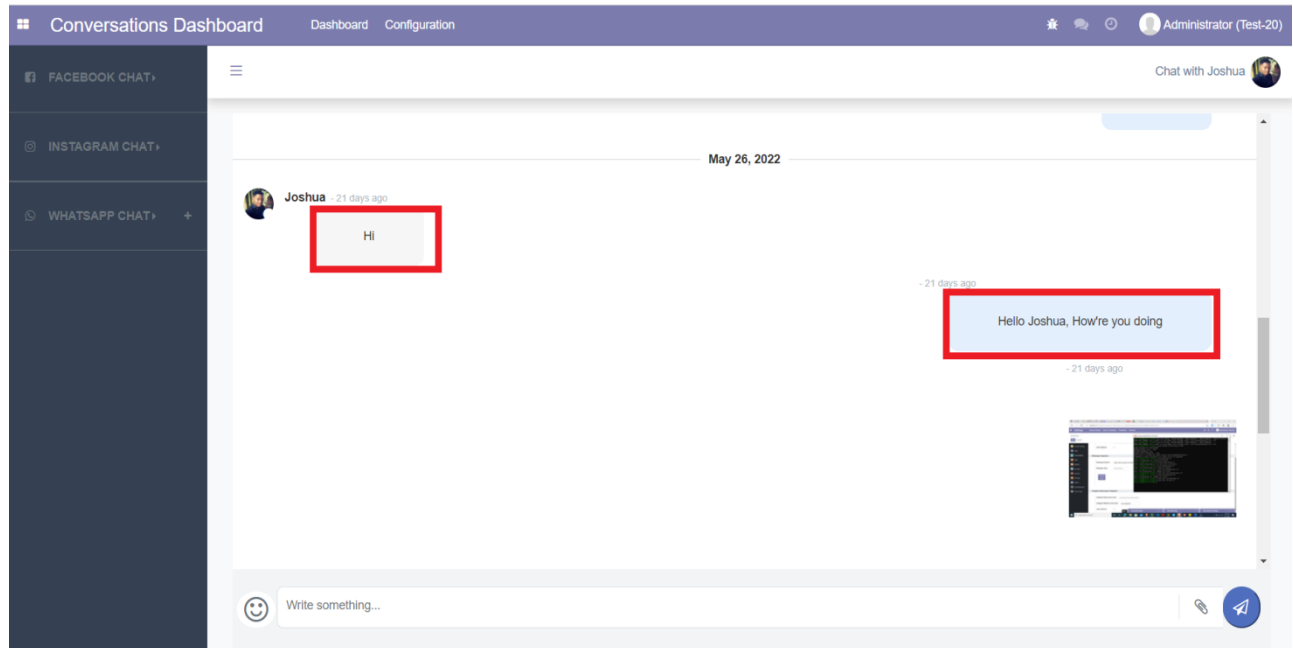 Conversations Dashboard Dashboard Configuration Administrator (Test-20)
FACEBOOK CHAT
Chat with Joshua
INSTAGRAM CHAT
May 26, 2022
Joshua - 21 days ago
WHATSAPP CHAT +
Hi
- 21 days ago
Hello Joshua, How're you doing
- 21 days ago
Write something...